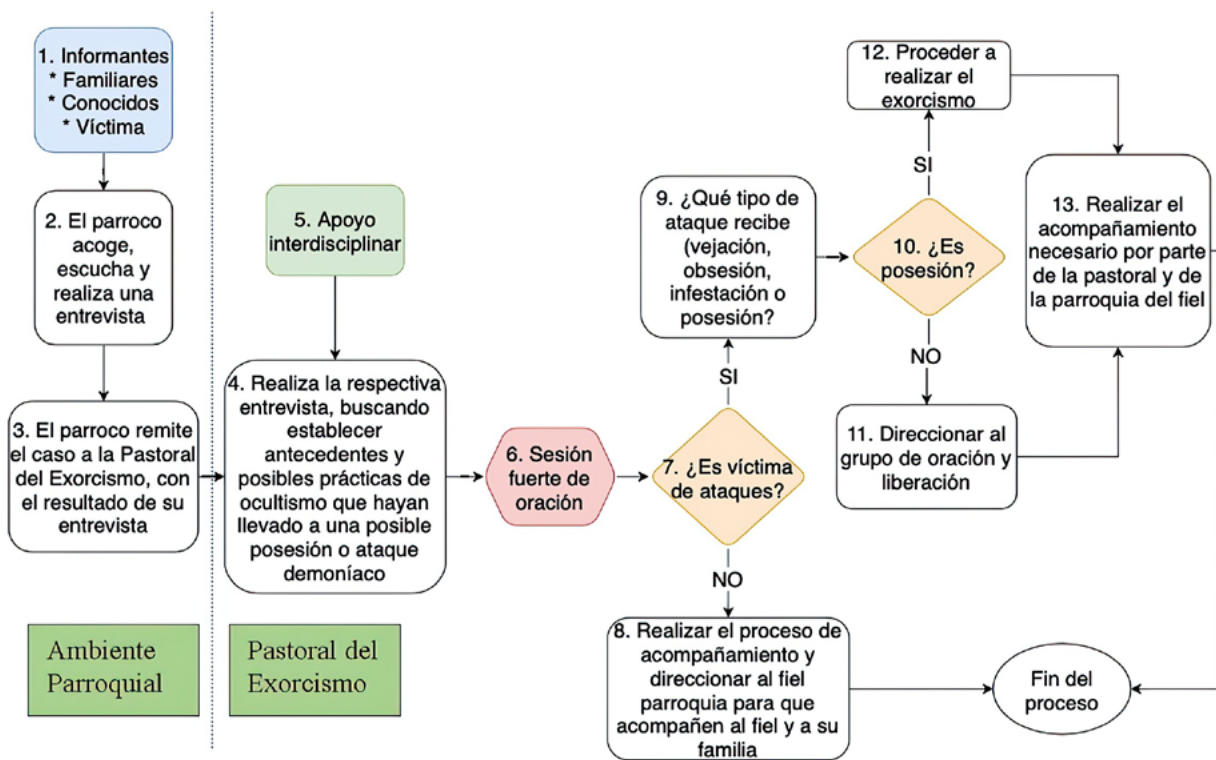 1. Informantes
* Familiares
* Conocidos
* Víctima
2. El parroco
acoge,
escucha y
realiza una
entrevista
3. El parroco remite
el caso a la Pastoral
del Exorcismo, con
el resultado de su
entrevista
Ambiente
Parroquial
5. Apoyo
interdisciplinar
4. Realiza la respectiva
entrevista, buscando
establecer
antecedentes y
posibles prácticas de
ocultismo que hayan
llevado a una posible
posesión o ataque
demoníaco
Pastoral del
Exorcismo
6. Sesión
fuerte de
oración
7. ¿Es víctima
de ataques?
SI
NO
8. Realizar el proceso de
acompañamiento y
direccionar al fiel
parroquia para que
acompañen al fiel y a su
familia
9. ¿Qué tipo de
ataque recibe
(vejación,
obsesión,
infestación o
posesión?
10. ¿Es
posesión?
SI
NO
11. Direccionar al
grupo de oración y
liberación
12. Proceder a
realizar el
exorcismo
13. Realizar el
acompañamiento
necesario por parte
de la pastoral y de
la parroquia del fiel
Fin del
proceso